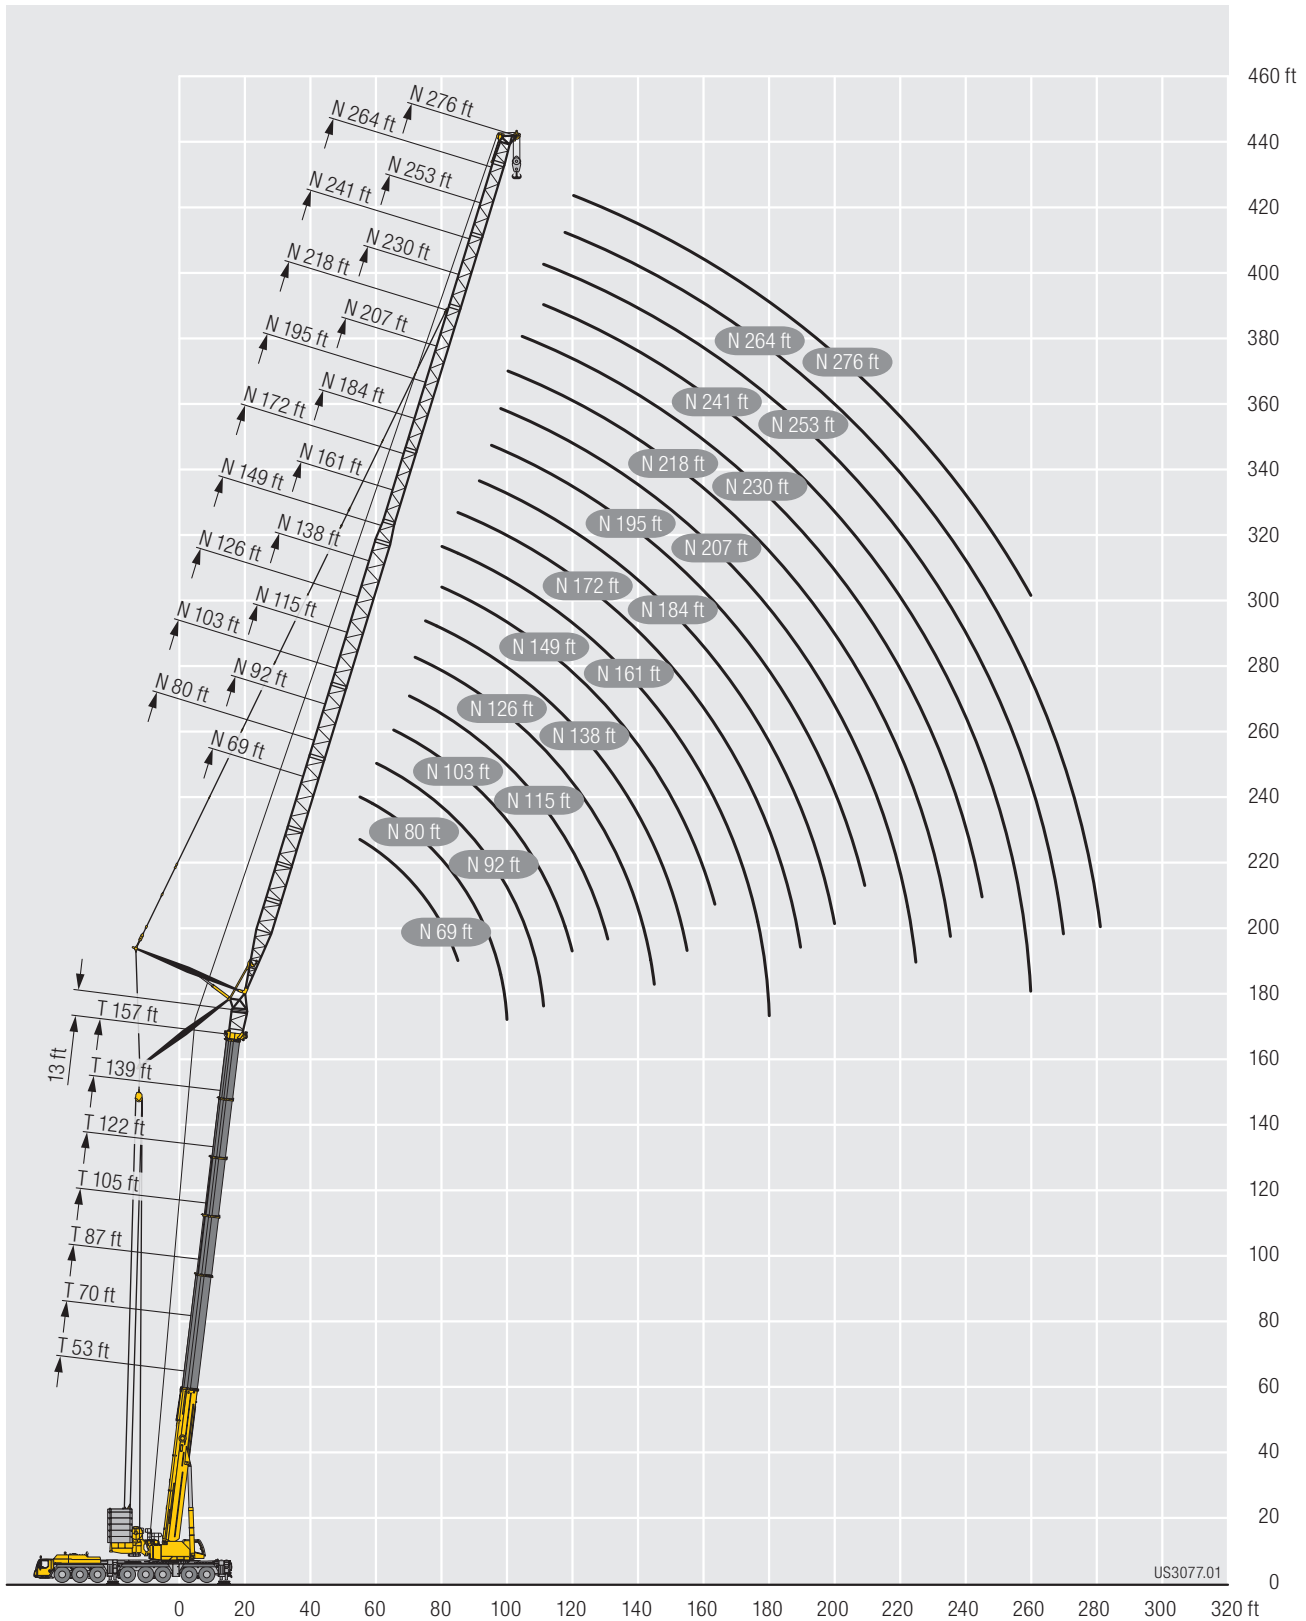 460 ft
N 276 ft
N 264 ft
440
N 253 ft
N 241 ft
420
N 230 ft
N 218 ft
400
N 207 ft
N 195 ft
380
N 264 ft
N 276 ft
N 184 ft
N 172 ft
360
N 241 ft
N 253 ft
N 161 ft
N 149 ft
340
N 218 ft
N 230 ft
N 138 ft
N 126 ft
320
N 195 ft
N 207 ft
N 115 ft
N 103 ft
300
N 172 ft
N 184 ft
N 92 ft
N 80 ft
280
N 149 ft
N 161 ft
N 69 ft
260
N 126 ft
N 138 ft
240
N 103 ft
N 115 ft
220
N 80 ft
N 92 ft
200
N 69 ft
180
T 157 ft
13 ft
160
T 139 ft
140
T 122 ft
120
T 105 ft
100
T 87 ft
80
T 70 ft
60
T 53 ft
40
20
US3077.01
0
0 20 40 60 80 100 120 140 160 180 200 220 240 260 280 300 320 ft